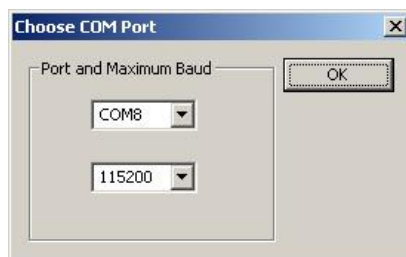 Choose COM Port
Port and Maximum Baud
OK
COM8
115200